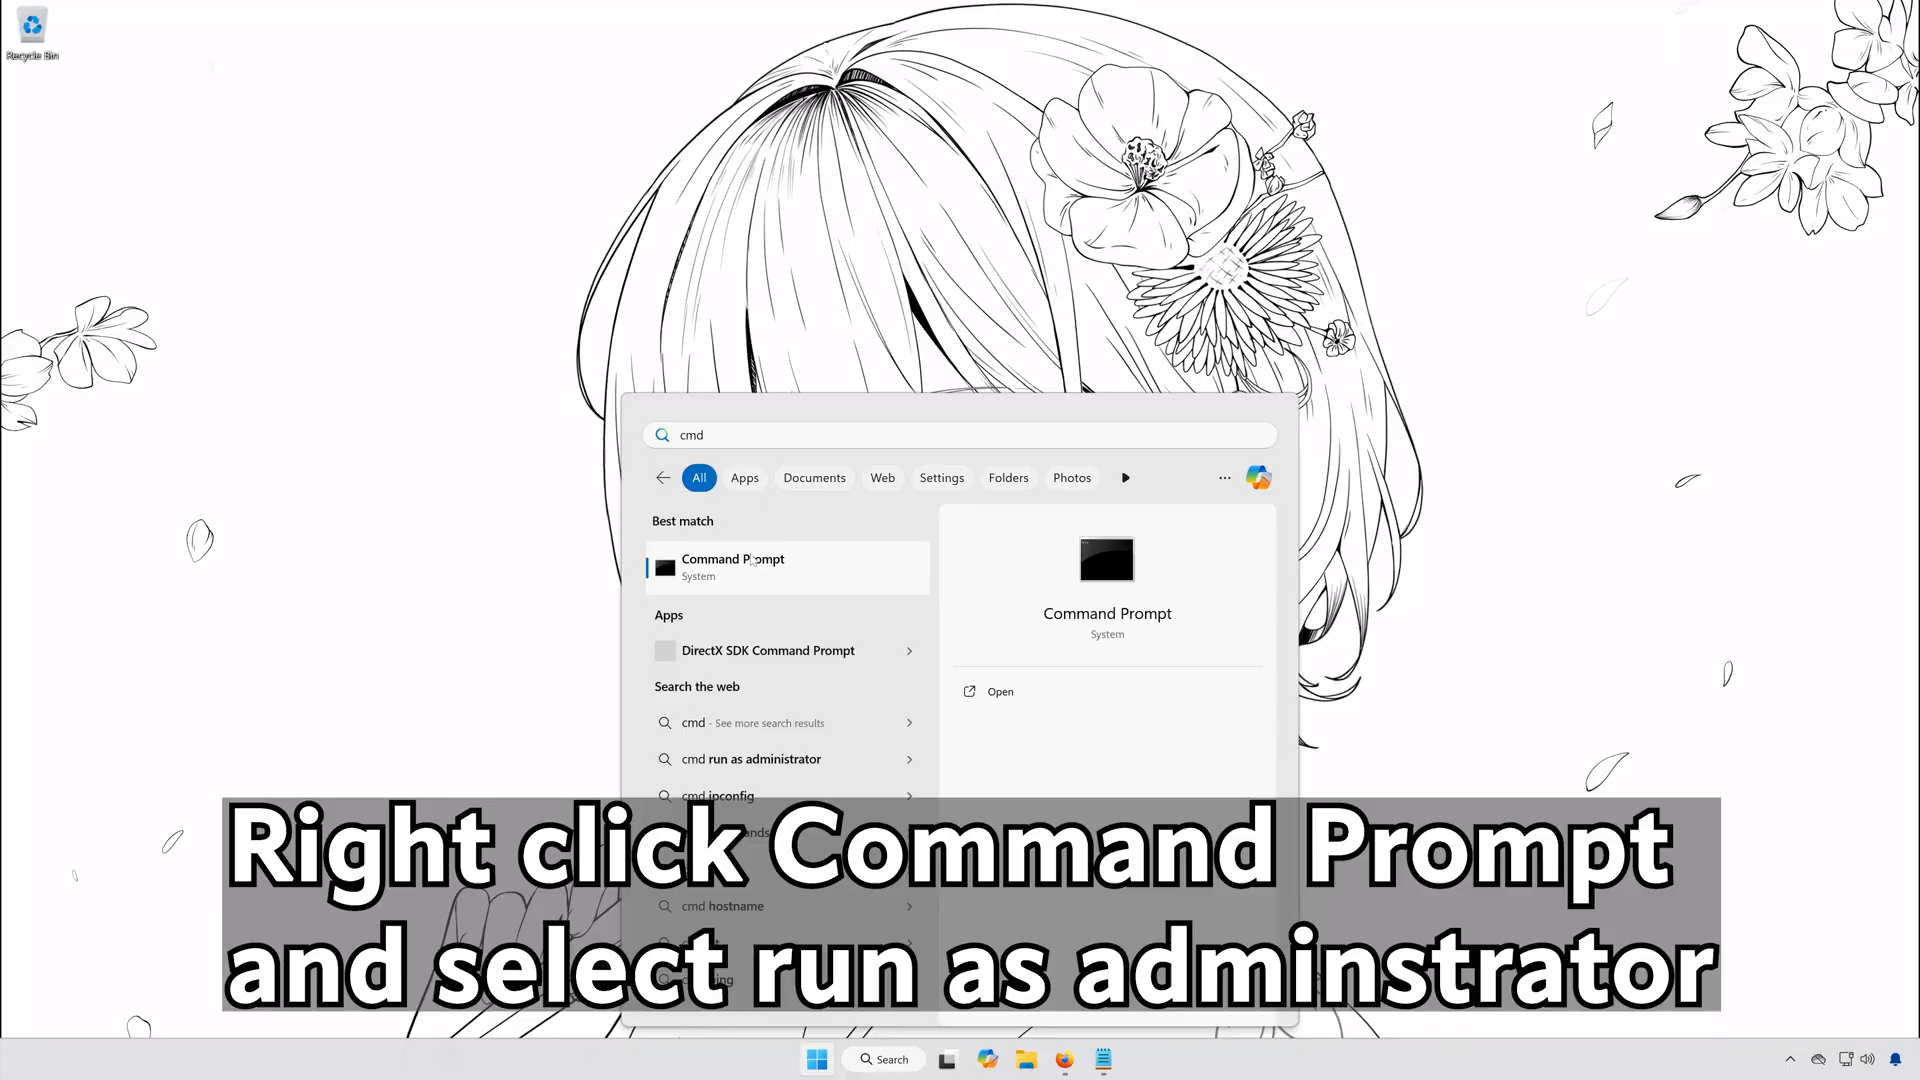 Recycle Bin
cmd
All Apps Documents Web Settings Folders Photos
Best match
Command Prompt
System
Apps
DirectX SDK Command Prompt
Search the web
cmd - See more search results
cmd run as administrator
cmd ipconfig
cmd hostname
Command Prompt
System
Open
Right click Command Prompt
and select run as adminstrator
Search